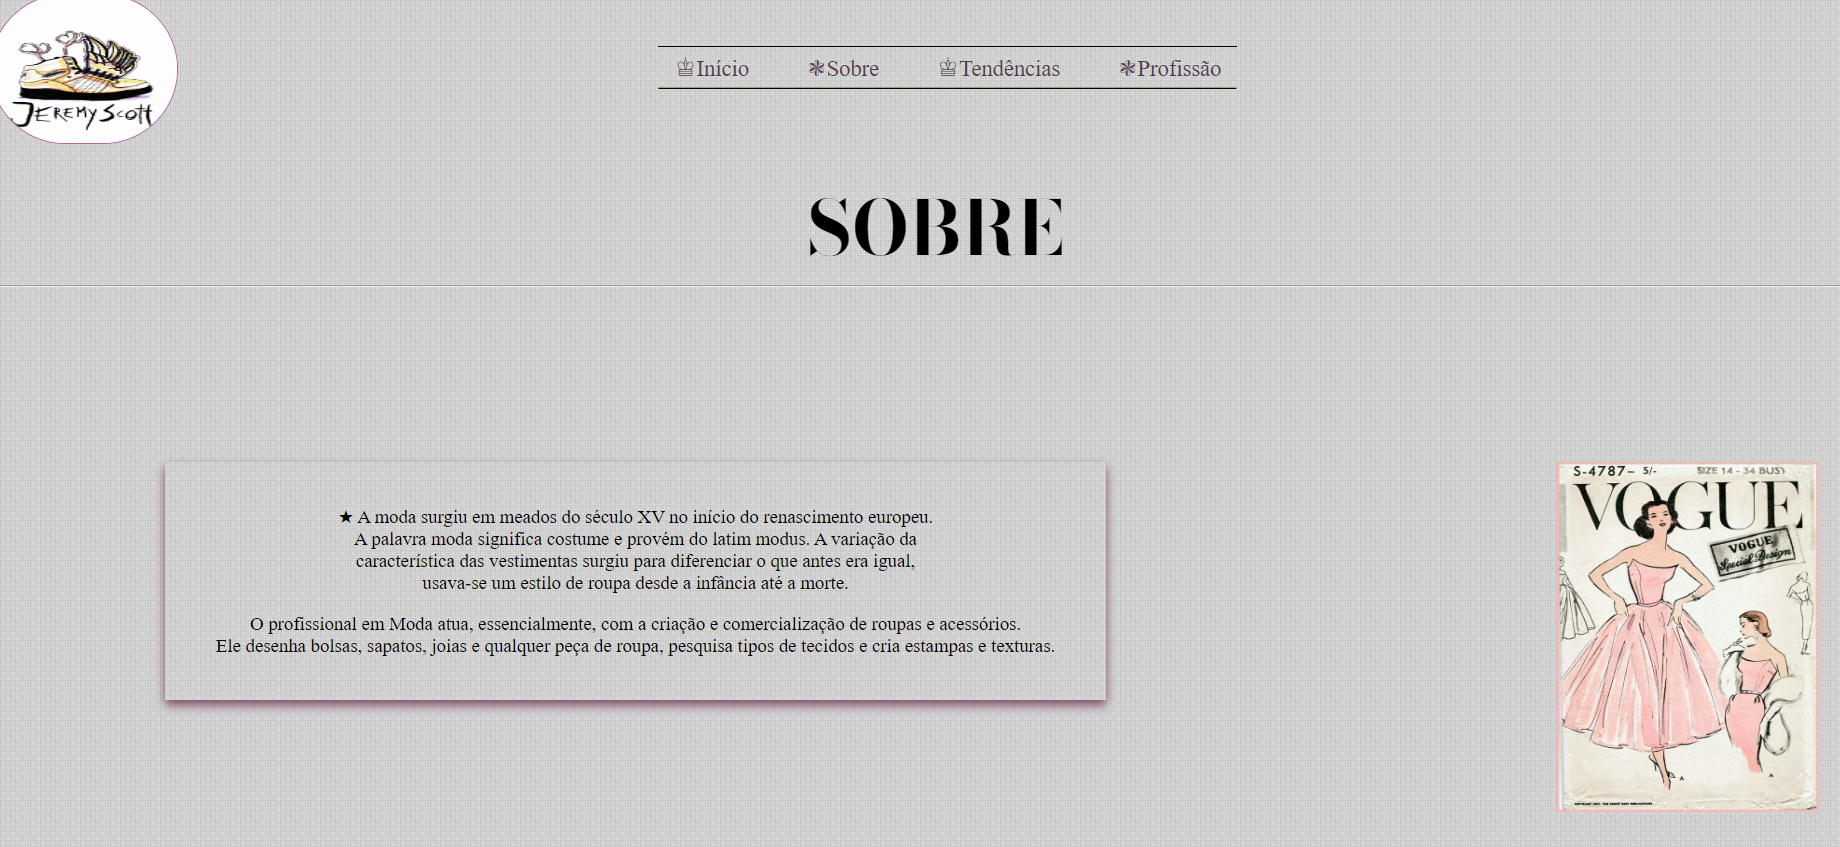 JEREMY SCOTT
♔Início ❃Sobre ♔Tendências ❃Profissão
SOBRE
★ A moda surgiu em meados do século XV no início do renascimento europeu.
A palavra moda significa costume e provém do latim modus. A variação da
característica das vestimentas surgiu para diferenciar o que antes era igual,
usava-se um estilo de roupa desde a infância até a morte.
O profissional em Moda atua, essencialmente, com a criação e comercialização de roupas e acessórios.
Ele desenha bolsas, sapatos, joias e qualquer peça de roupa, pesquisa tipos de tecidos e cria estampas e texturas.
S-4787– 5/- SIZE 14 - 34 BUST
VOGUE
VOGUE
Special Design
A
A